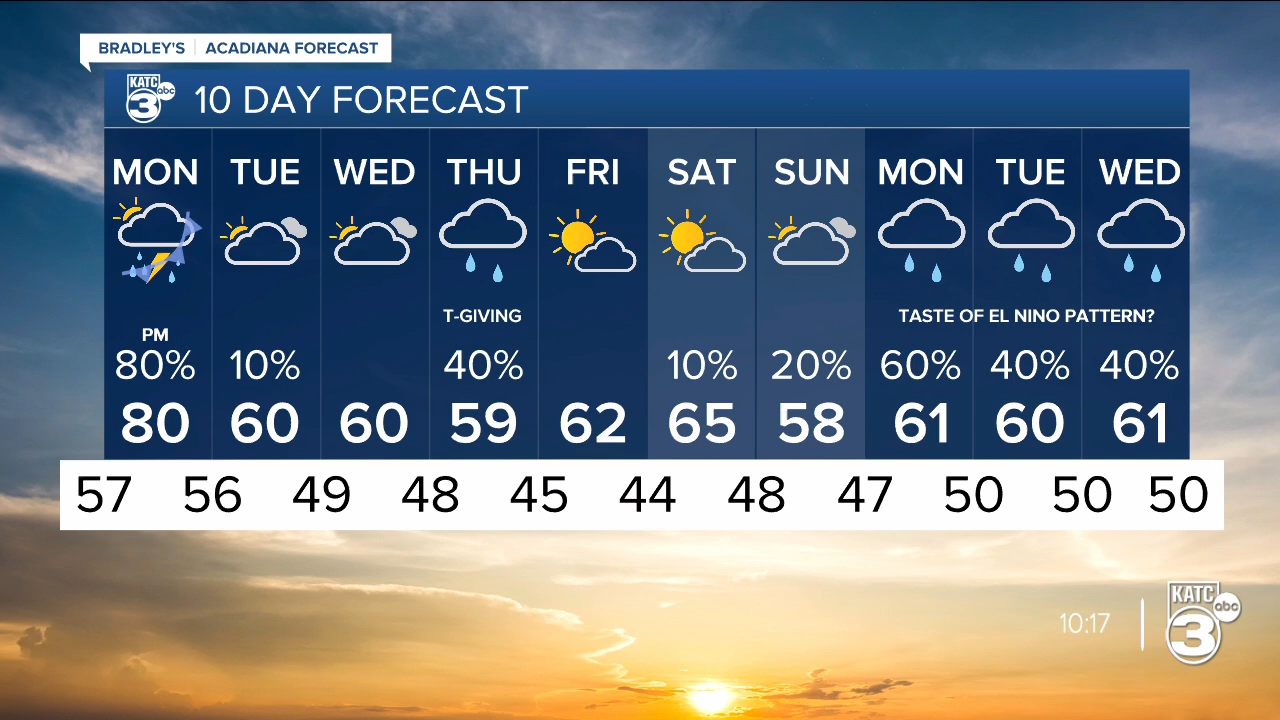 BRADLEY'S | ACADIANA FORECAST
KATC 3 abc 10 DAY FORECAST
MON TUE WED THU FRI SAT SUN MON TUE WED
T-GIVING TASTE OF EL NINO PATTERN?
PM
80% 10% 40% 10% 20% 60% 40% 40%
80 60 60 59 62 65 58 61 60 61
57 56 49 48 45 44 48 47 50 50 50
10:17 KATC 3 abc